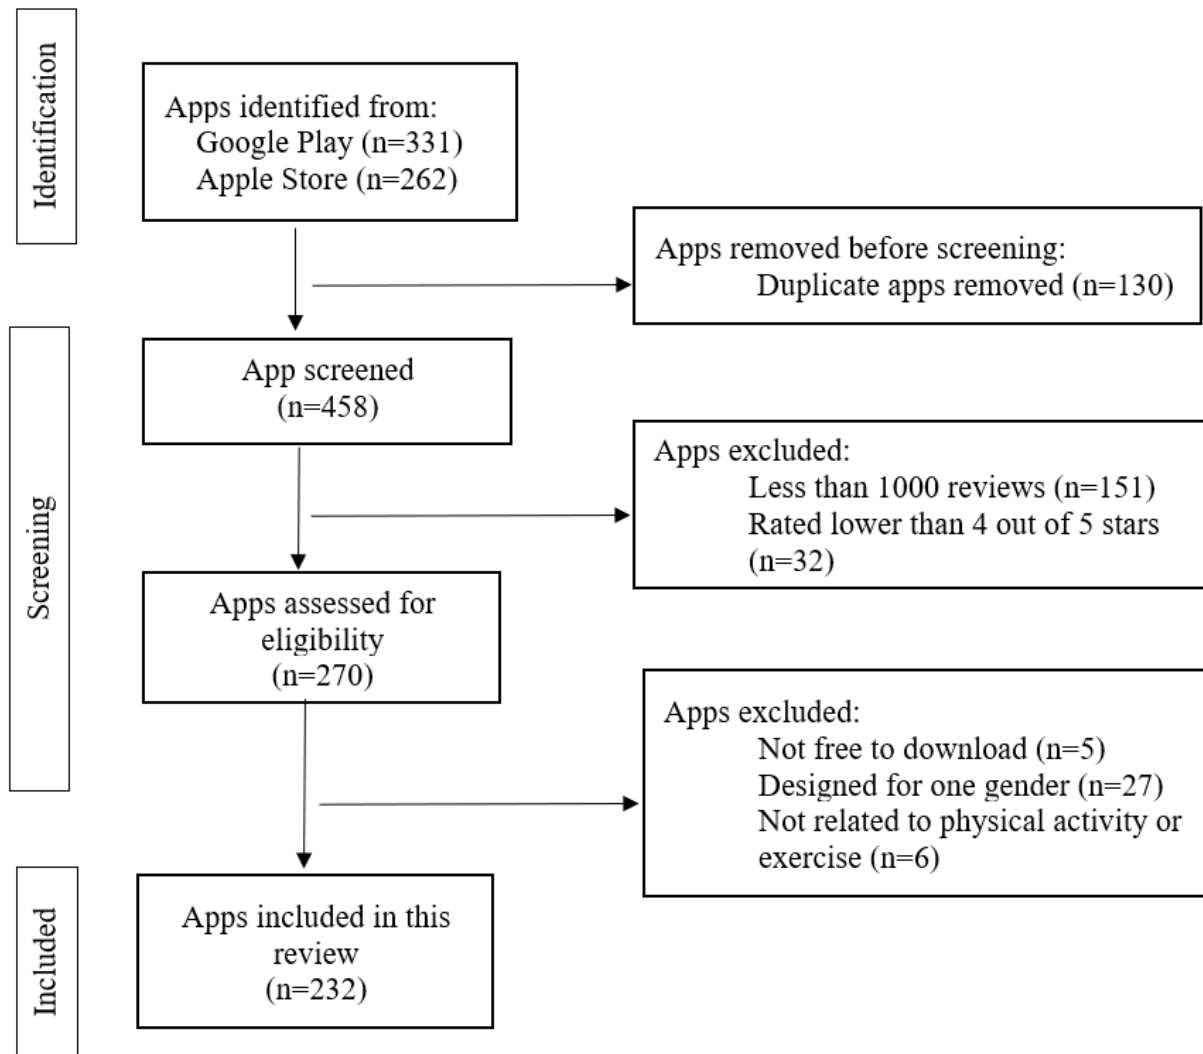 Identification
Apps identified from:
Google Play (n=331)
Apple Store (n=262)
Apps removed before screening:
Duplicate apps removed (n=130)
Screening
App screened
(n=458)
Apps excluded:
Less than 1000 reviews (n=151)
Rated lower than 4 out of 5 stars
(n=32)
Apps assessed for
eligibility
(n=270)
Apps excluded:
Not free to download (n=5)
Designed for one gender (n=27)
Not related to physical activity or
exercise (n=6)
Included
Apps included in this
review
(n=232)